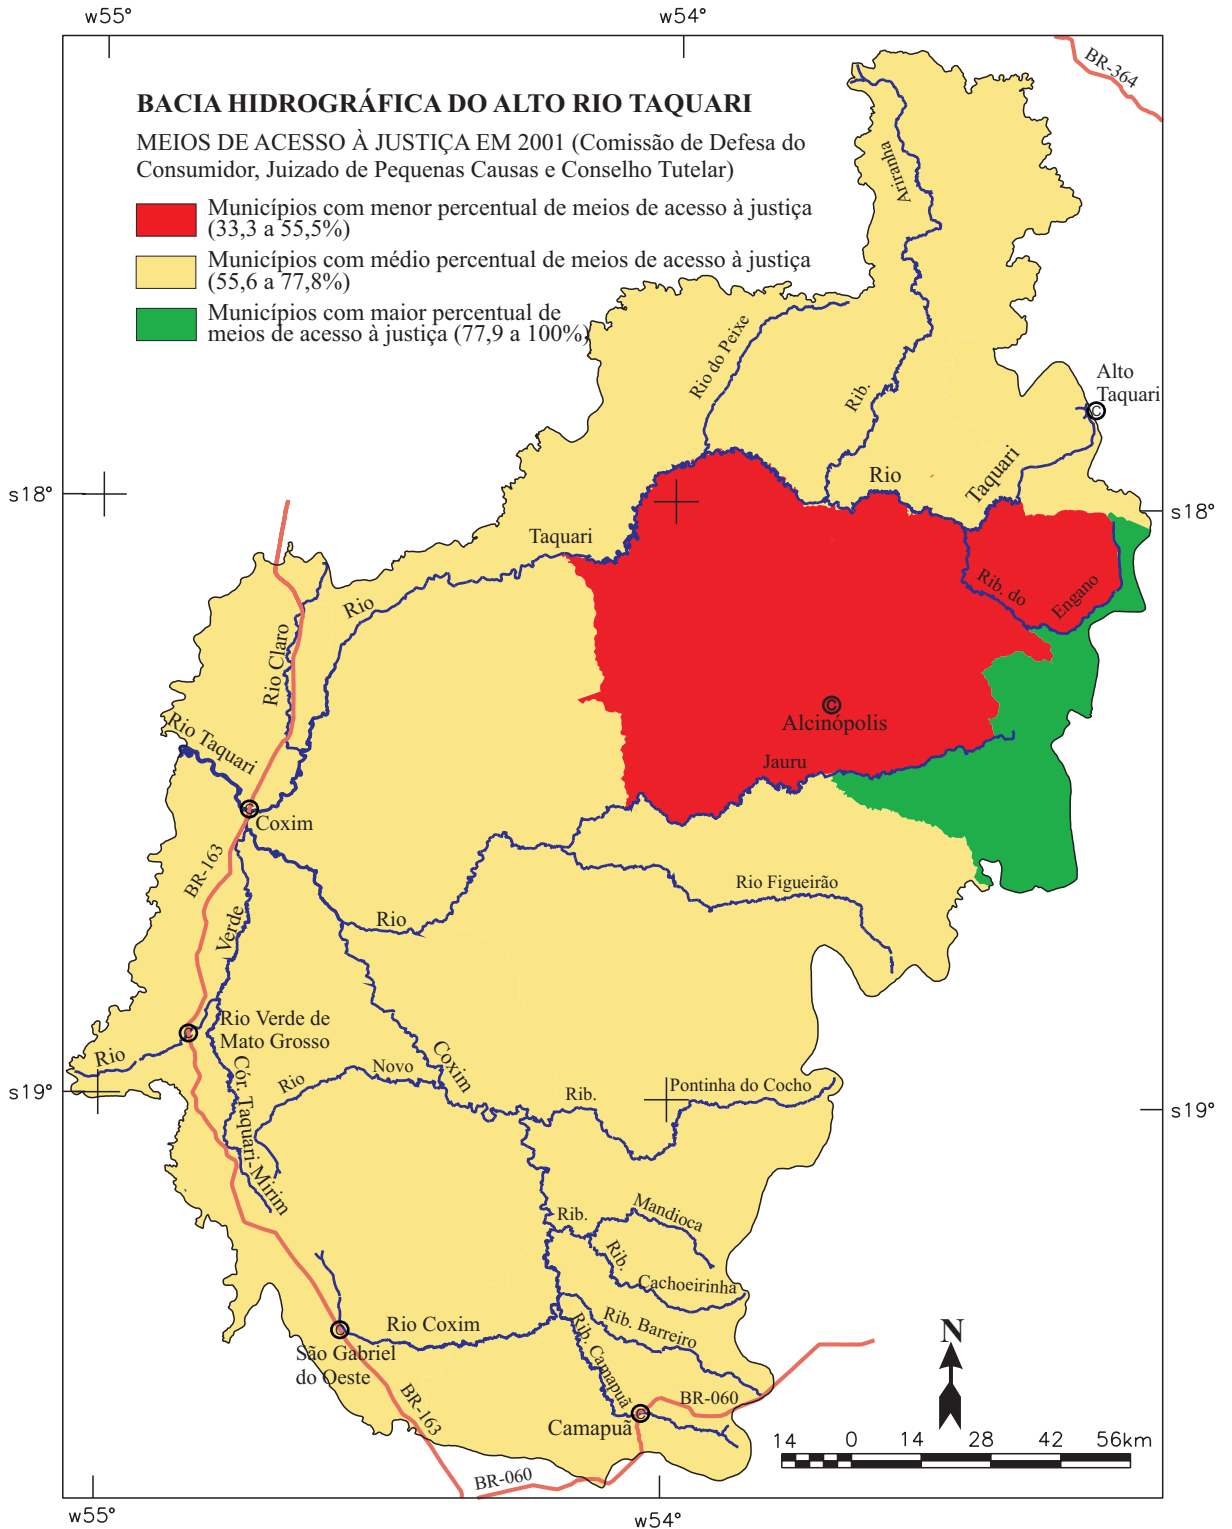 w55°
w54°
BR-364
BACIA HIDROGRÁFICA DO ALTO RIO TAQUARI
MEIOS DE ACESSO À JUSTIÇA EM 2001 (Comissão de Defesa do
Consumidor, Juizado de Pequenas Causas e Conselho Tutelar)
Municípios com menor percentual de meios de acesso à justiça
(33,3 a 55,5%)
Municípios com médio percentual de meios de acesso à justiça
(55,6 a 77,8%)
Municípios com maior percentual de
meios de acesso à justiça (77,9 a 100%)
Ariranha
Rio do Peixe
Rib.
Alto
Taquari
Rio
Taquari
s18°
s18°
Taquari
Rio
Rib. do
Engano
Rio Claro
Rio Taquari
Alcinópolis
Jauru
Coxim
BR-163
Verde
Rio
Rio Figueirão
Rio Verde de
Mato Grosso
Rio
Cór. Taquari-Mirim
Rio
Novo
Coxim
Rib.
Pontinha do Cocho
s19°
s19°
Rib.
Mandioca
Rib.
Cachoeirinha
Rio Coxim
Rib. Barreiro
Rib. Camapuã
São Gabriel
do Oeste
BR-163
BR-060
Camapuã
BR-060
N
14 0 14 28 42 56km
w55°
w54°